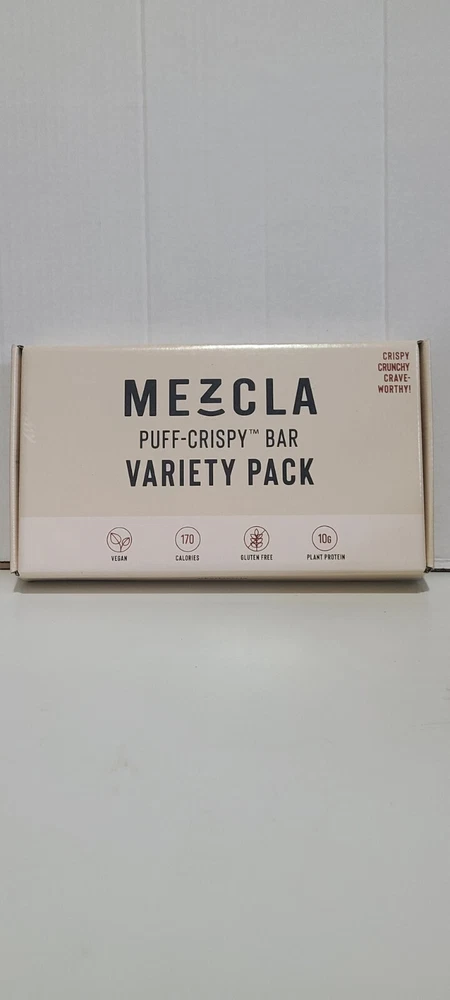 CRISPY
CRUNCHY
CRAVE-
WORTHY!
MEZCLA
PUFF-CRISPY™ BAR
VARIETY PACK
170
10G
VEGAN
CALORIES
GLUTEN FREE
PLANT PROTEIN